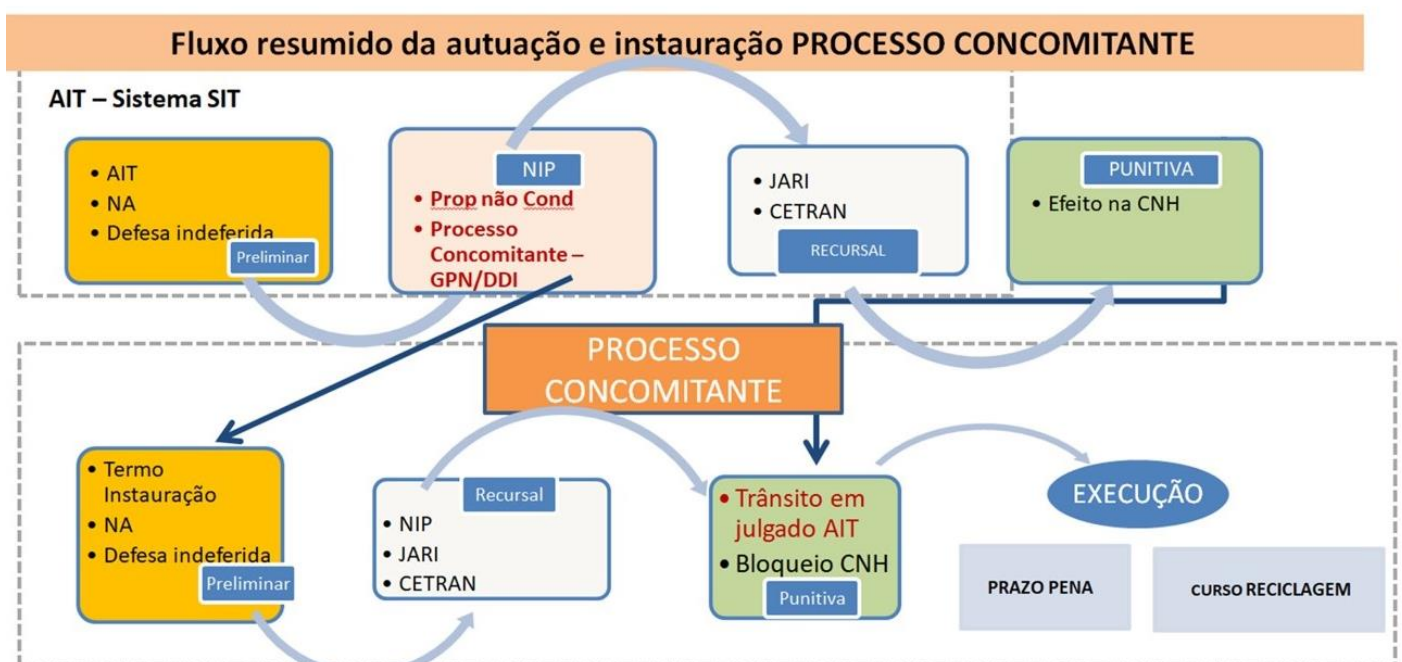 Fluxo resumido da autuação e instauração PROCESSO CONCOMITANTE
AIT – Sistema SIT
• AIT
• NA
• Defesa indeferida
Preliminar
NIP
• Prop não Cond
• Processo
Concomitante –
GPN/DDI
• JARI
• CETRAN
RECURSAL
PUNITIVA
• Efeito na CNH
PROCESSO
CONCOMITANTE
• Termo
Instauração
• NA
• Defesa indeferida
Preliminar
Recursal
• NIP
• JARI
• CETRAN
• Trânsito em
julgado AIT
• Bloqueio CNH
Punitiva
EXECUÇÃO
PRAZO PENA
CURSO RECICLAGEM